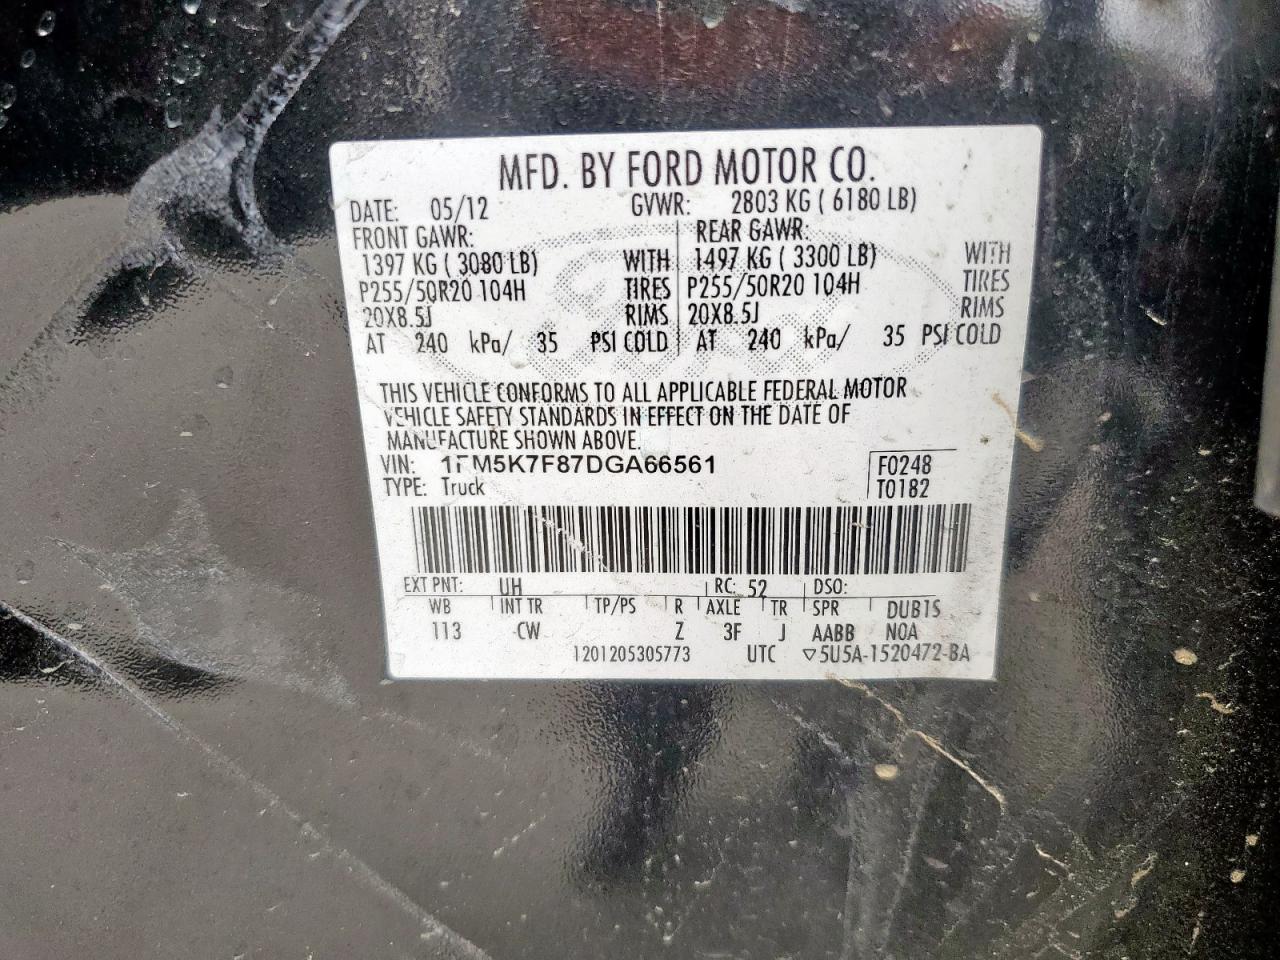 MFD. BY FORD MOTOR CO.
DATE: 05/12 GVWR: 2803 KG ( 6180 LB)
FRONT GAWR: REAR GAWR:
1397 KG ( 3080 LB) WITH 1497 KG ( 3300 LB) WITH
P255/50R20 104H TIRES P255/50R20 104H TIRES
20X8.5J RIMS 20X8.5J RIMS
AT 240 kPa/ 35 PSI COLD AT 240 kPa/ 35 PSI COLD
THIS VEHICLE CONFORMS TO ALL APPLICABLE FEDERAL MOTOR
VEHICLE SAFETY STANDARDS IN EFFECT ON THE DATE OF
MANUFACTURE SHOWN ABOVE.
VIN: 1FM5K7F87DGA66561 F0248
TYPE: Truck T0182
EXT PNT: UH RC: 52 DSO:
WB INT TR TP/PS R AXLE TR SPR DUB1S
113 CW Z 3F J AABB N0A
1201205305773 UTC ▽5U5A-1520472-BA